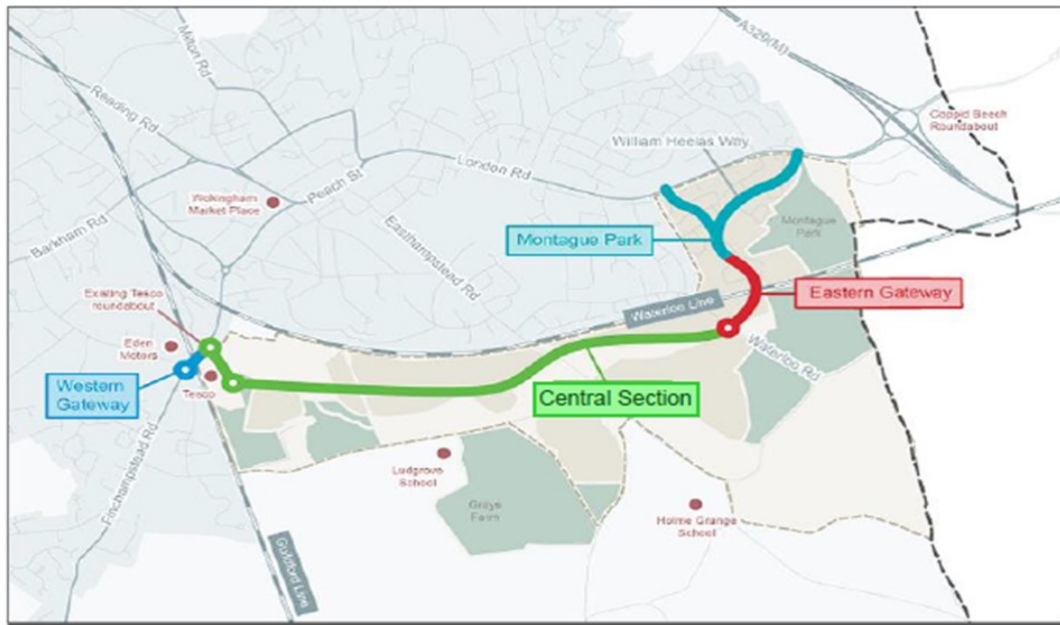 Milton Rd
A329(M)
Reading Rd
Coppid Beech
Roundabout
William Heelas Way
London Rd
Peach St
Wokingham
Market Place
Montague
Park
Barkham Rd
Easthampstead Rd
Montague Park
Existing Tesco
roundabout
Eastern Gateway
Waterloo Line
Eden
Motors
Waterloo Rd
Western
Gateway
Tesco
Central Section
Finchampstead Rd
Ludgrove
School
Grays
Farm
Holme Grange
School
Guildford Line